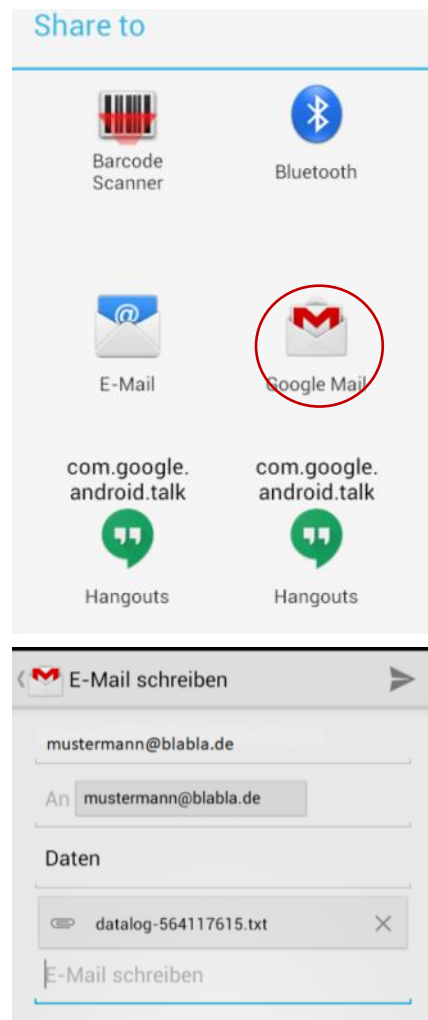 Share to
Barcode
Scanner
Bluetooth
E-Mail
Google Mail
com.google.
android.talk
com.google.
android.talk
Hangouts
Hangouts
E-Mail schreiben
mustermann@blabla.de
An mustermann@blabla.de
Daten
datalog-564117615.txt
E-Mail schreiben